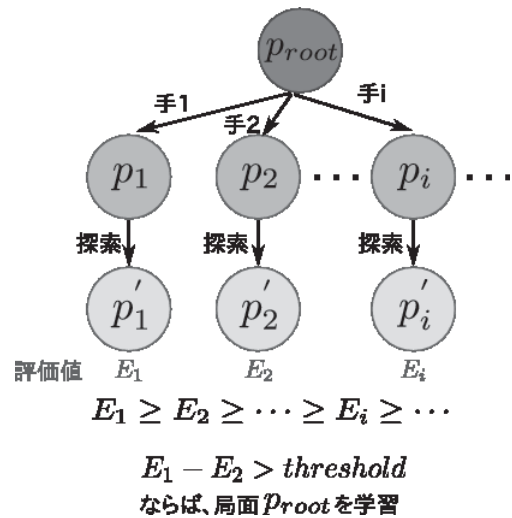 p_root
手1 手2 手i
p_1 p_2 ··· p_i ···
探索 探索 探索
p'_1 p'_2 p'_i
評価値 E_1 E_2 E_i
E_1 ≥ E_2 ≥ ··· ≥ E_i ≥ ···
E_1 − E_2 > threshold
ならば、局面p_rootを学習